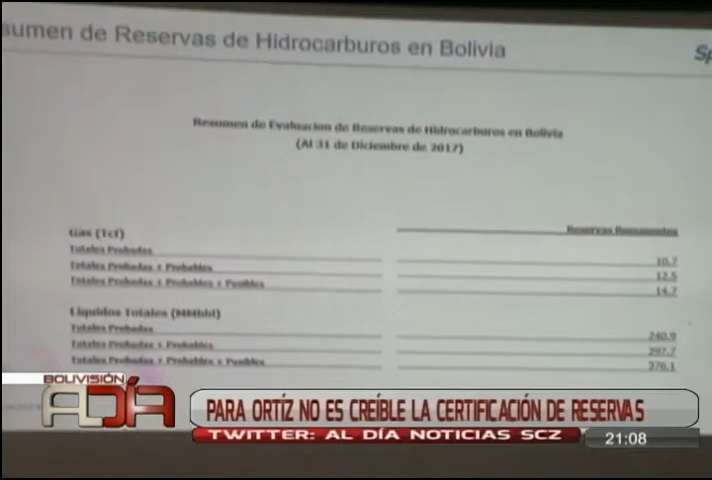 sumen de Reservas de Hidrocarburos en Bolivia
Sp
Resumen de Evaluacion de Reservas de Hidrocarburos en Bolivia
(Al 31 de Diciembre de 2017)
Gas (Tcf)
Reservas Remanentes
Totales Probadas
10.7
Totales Probadas + Probables
12.5
Totales Probadas + Probables + Posibles
14.7
Liquidos Totales (MMbbl)
Totales Probadas
240.9
Totales Probadas + Probables
Totales Probadas + Probables + Posibles
376.1
BOLIVISIÓN
AL DÍA
PARA ORTÍZ NO ES CREÍBLE LA CERTIFICACIÓN DE RESERVAS
TWITTER: AL DÍA NOTICIAS SCZ
21:08